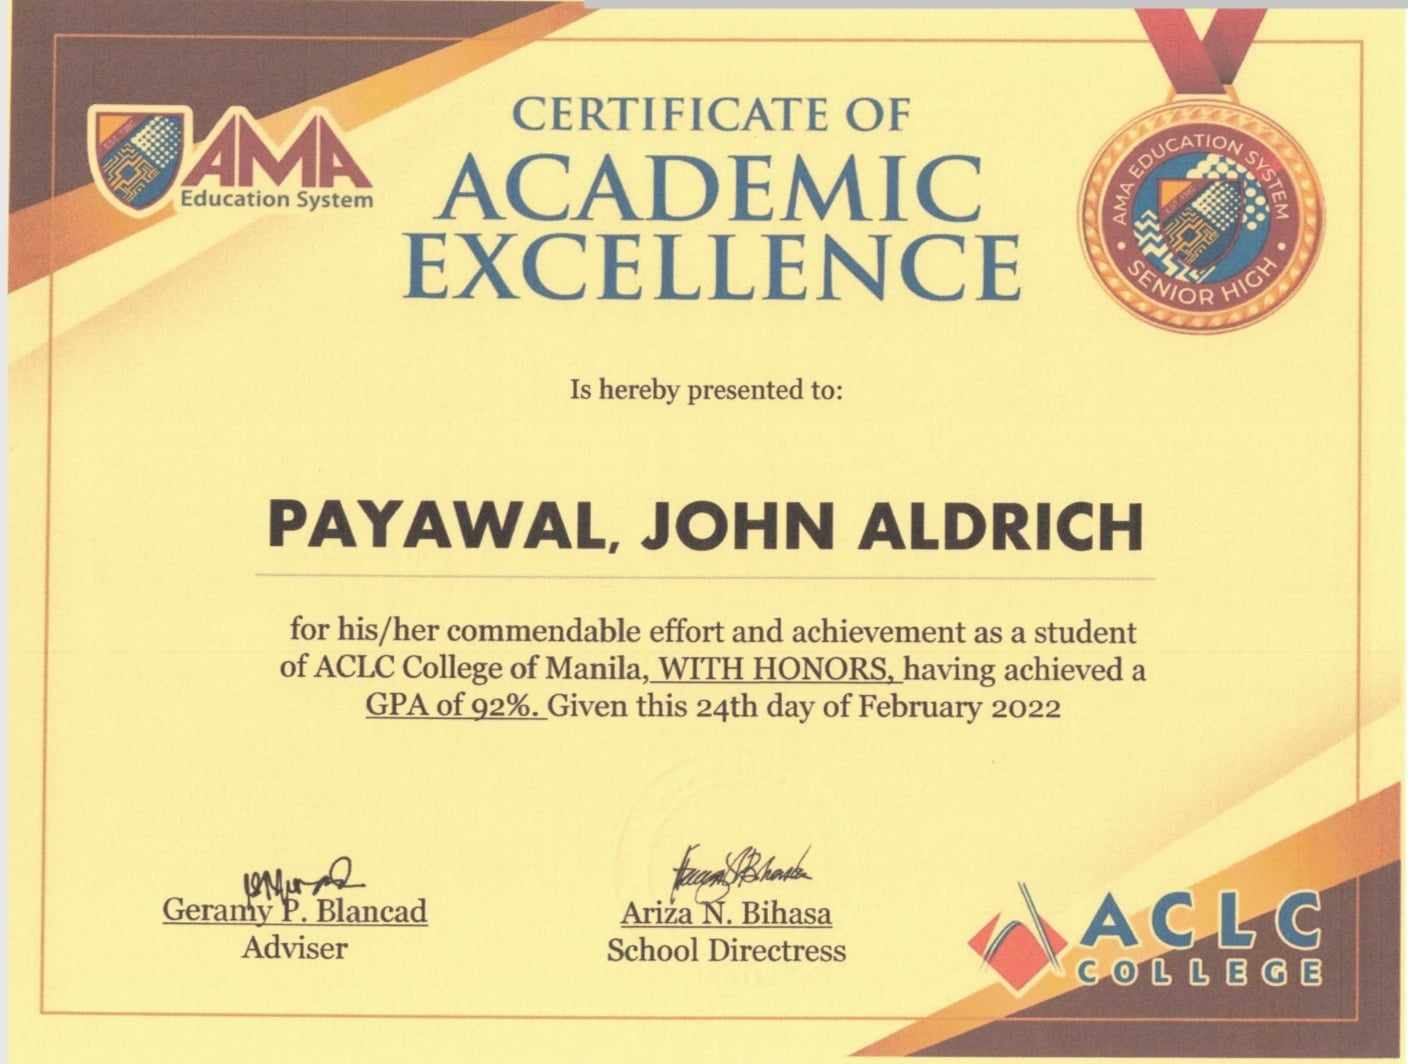 AMA
Education System
CERTIFICATE OF
ACADEMIC
EXCELLENCE
AMA EDUCATION SYSTEM
SENIOR HIGH
Is hereby presented to:
PAYAWAL, JOHN ALDRICH
for his/her commendable effort and achievement as a student
of ACLC College of Manila, WITH HONORS, having achieved a
GPA of 92%. Given this 24th day of February 2022
Geramy P. Blancad
Adviser
Ariza N. Bihasa
School Directress
ACLC
COLLEGE